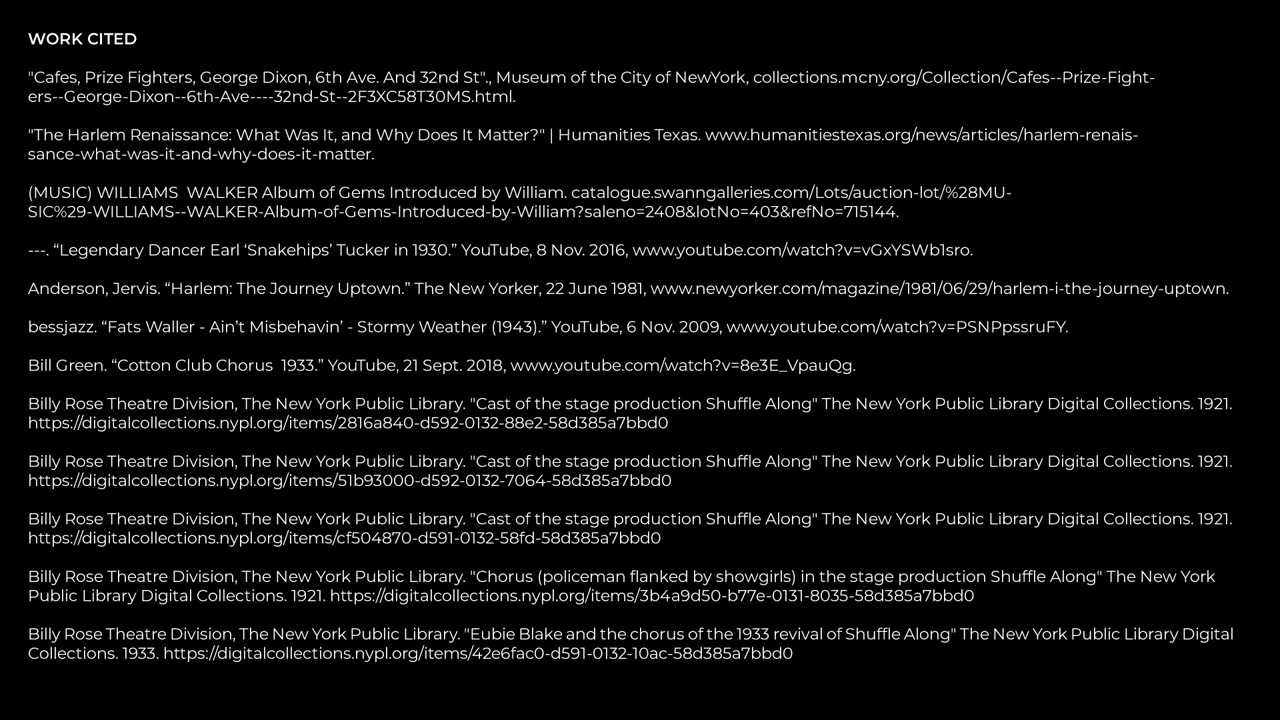 WORK CITED
"Cafes, Prize Fighters, George Dixon, 6th Ave. And 32nd St"., Museum of the City of NewYork, collections.mcny.org/Collection/Cafes--Prize-Fight-
ers--George-Dixon--6th-Ave----32nd-St--2F3XC58T30MS.html.
"The Harlem Renaissance: What Was It, and Why Does It Matter?" | Humanities Texas. www.humanitiestexas.org/news/articles/harlem-renais-
sance-what-was-it-and-why-does-it-matter.
(MUSIC) WILLIAMS  WALKER Album of Gems Introduced by William. catalogue.swanngalleries.com/Lots/auction-lot/%28MU-
SIC%29-WILLIAMS--WALKER-Album-of-Gems-Introduced-by-William?saleno=2408&lotNo=403&refNo=715144.
---. “Legendary Dancer Earl ‘Snakehips’ Tucker in 1930.” YouTube, 8 Nov. 2016, www.youtube.com/watch?v=vGxYSWb1sro.
Anderson, Jervis. “Harlem: The Journey Uptown.” The New Yorker, 22 June 1981, www.newyorker.com/magazine/1981/06/29/harlem-i-the-journey-uptown.
bessjazz. “Fats Waller - Ain’t Misbehavin’ - Stormy Weather (1943).” YouTube, 6 Nov. 2009, www.youtube.com/watch?v=PSNPpssruFY.
Bill Green. “Cotton Club Chorus  1933.” YouTube, 21 Sept. 2018, www.youtube.com/watch?v=8e3E_VpauQg.
Billy Rose Theatre Division, The New York Public Library. "Cast of the stage production Shuffle Along" The New York Public Library Digital Collections. 1921.
https://digitalcollections.nypl.org/items/2816a840-d592-0132-88e2-58d385a7bbd0
Billy Rose Theatre Division, The New York Public Library. "Cast of the stage production Shuffle Along" The New York Public Library Digital Collections. 1921.
https://digitalcollections.nypl.org/items/51b93000-d592-0132-7064-58d385a7bbd0
Billy Rose Theatre Division, The New York Public Library. "Cast of the stage production Shuffle Along" The New York Public Library Digital Collections. 1921.
https://digitalcollections.nypl.org/items/cf504870-d591-0132-58fd-58d385a7bbd0
Billy Rose Theatre Division, The New York Public Library. "Chorus (policeman flanked by showgirls) in the stage production Shuffle Along" The New York
Public Library Digital Collections. 1921. https://digitalcollections.nypl.org/items/3b4a9d50-b77e-0131-8035-58d385a7bbd0
Billy Rose Theatre Division, The New York Public Library. "Eubie Blake and the chorus of the 1933 revival of Shuffle Along" The New York Public Library Digital
Collections. 1933. https://digitalcollections.nypl.org/items/42e6fac0-d591-0132-10ac-58d385a7bbd0